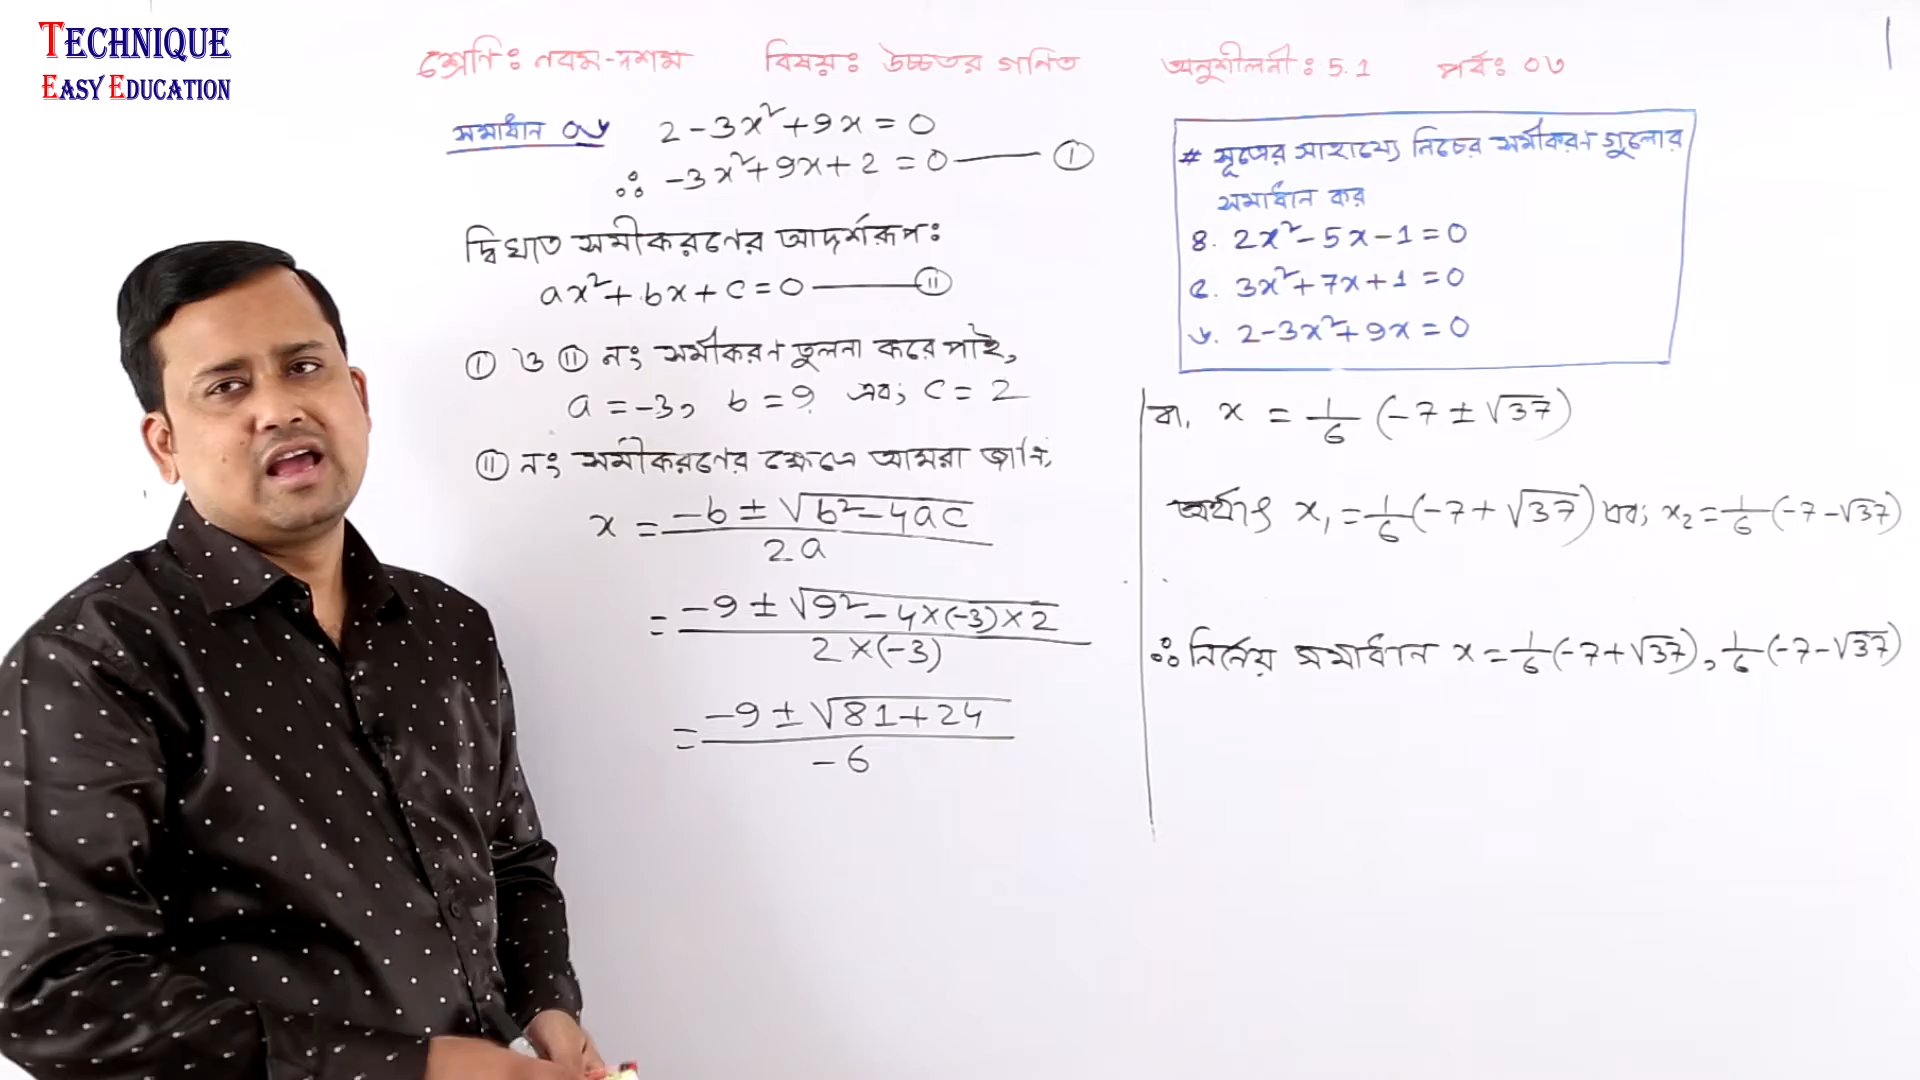 TECHNIQUE
EASY EDUCATION
শ্রেণি: নবম-দশম বিষয়: উচ্চতর গনিত অনুশীলনী: 5.1 পর্ব: ০৩
সমাধান ৬
2 - 3x² + 9x = 0
∴ -3x² + 9x + 2 = 0 —— (i)
দ্বিঘাত সমীকরণের আদর্শরূপ:
ax² + bx + c = 0 —— (ii)
(i) ও (ii) নং সমীকরণ তুলনা করে পাই,
a = -3, b = 9 এবং c = 2
(ii) নং সমীকরণের ক্ষেত্রে আমরা জানি,
x = (-b ± √(b² - 4ac)) / 2a
= (-9 ± √(9² - 4×(-3)×2)) / (2×(-3))
= (-9 ± √(81+24)) / -6
# সূত্রের সাহায্যে নিচের সমীকরণ গুলোর
সমাধান কর
৪. 2x² - 5x - 1 = 0
৫. 3x² + 7x + 1 = 0
৬. 2 - 3x² + 9x = 0
বা, x = 1/6 (-7 ± √37)
অর্থাৎ x₁ = 1/6 (-7 + √37) এবং x₂ = 1/6 (-7 - √37)
∴ নির্ণেয় সমাধান x = 1/6 (-7 + √37), 1/6 (-7 - √37)